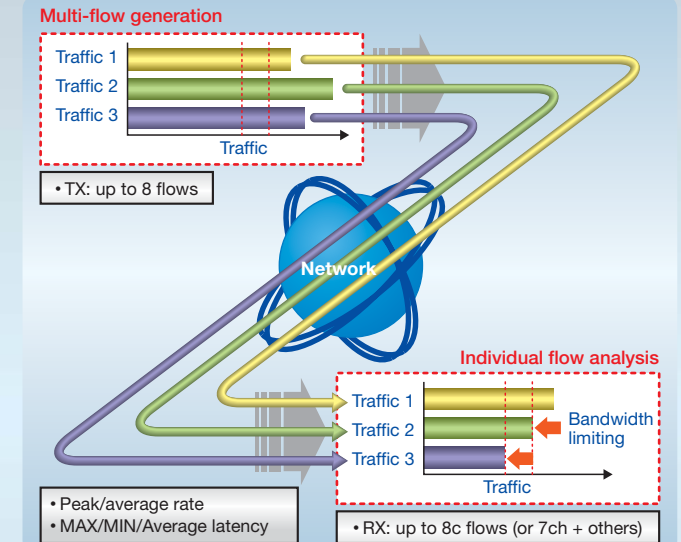 Multi-flow generation
Traffic 1
Traffic 2
Traffic 3
Traffic
• TX: up to 8 flows
Network
Individual flow analysis
Traffic 1
Traffic 2
Traffic 3
Bandwidth
limiting
Traffic
• Peak/average rate
• MAX/MIN/Average latency
• RX: up to 8c flows (or 7ch + others)